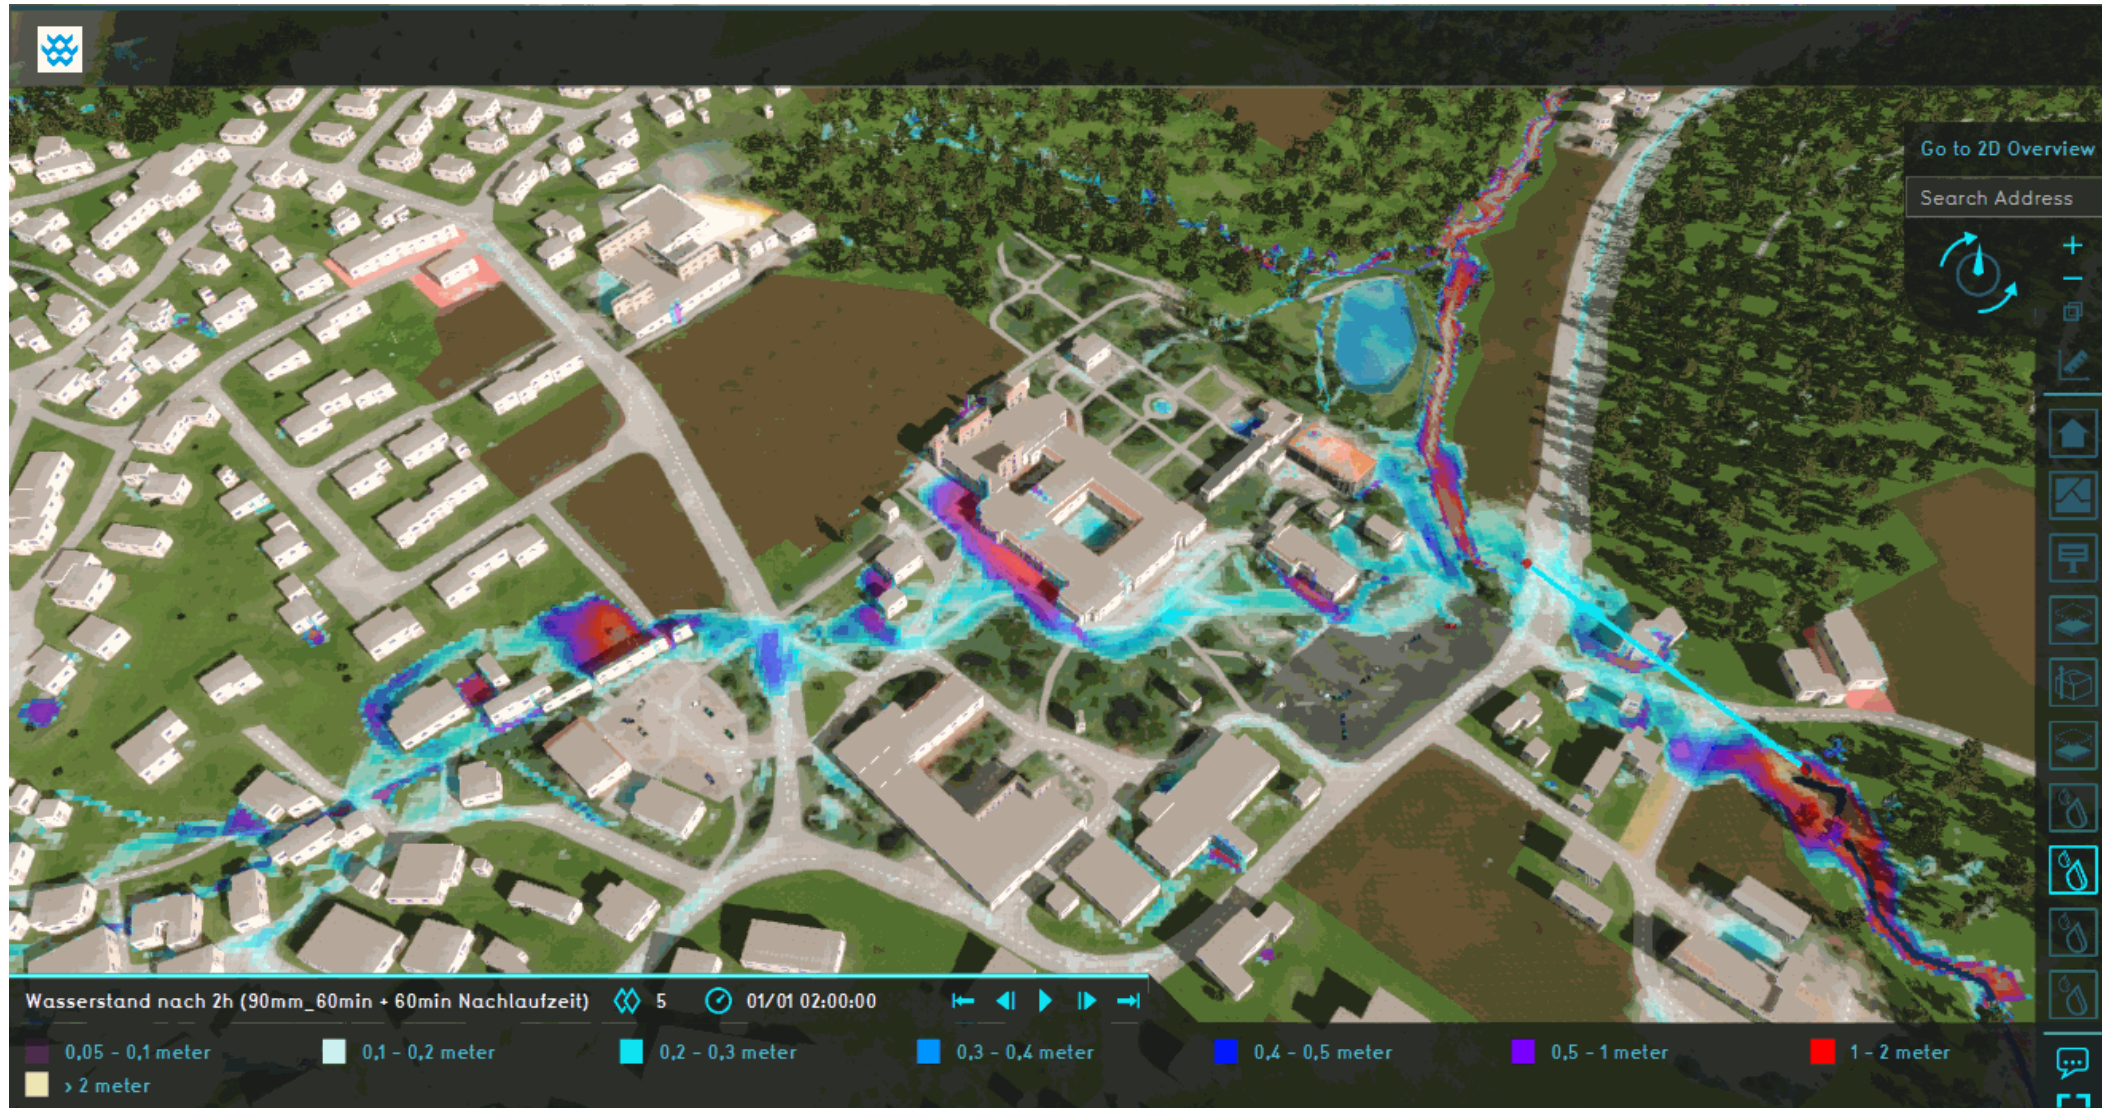 Go to 2D Overview
Search Address
Wasserstand nach 2h (90mm_60min + 60min Nachlaufzeit) 5 01/01 02:00:00
0,05 - 0,1 meter 0,1 - 0,2 meter 0,2 - 0,3 meter 0,3 - 0,4 meter 0,4 - 0,5 meter 0,5 - 1 meter 1 - 2 meter
> 2 meter